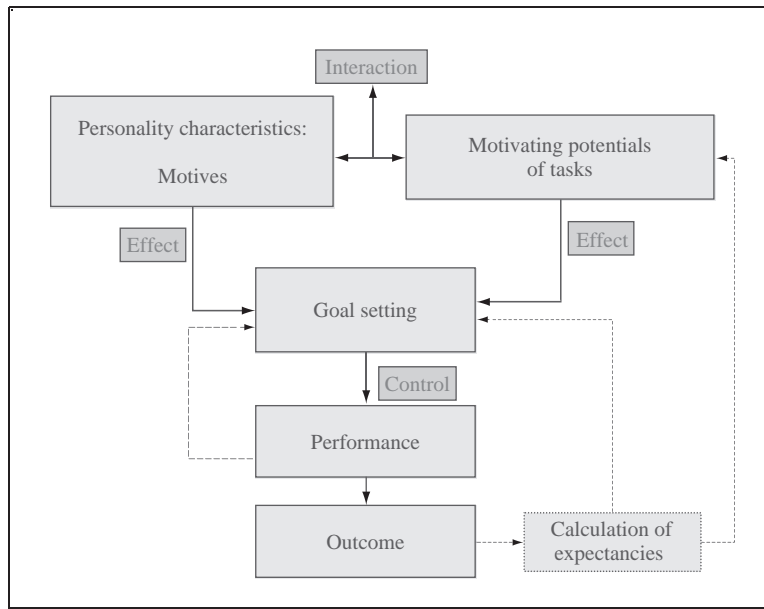 Interaction
Personality characteristics:
Motives
Motivating potentials
of tasks
Effect
Effect
Goal setting
Control
Performance
Outcome
Calculation of
expectancies